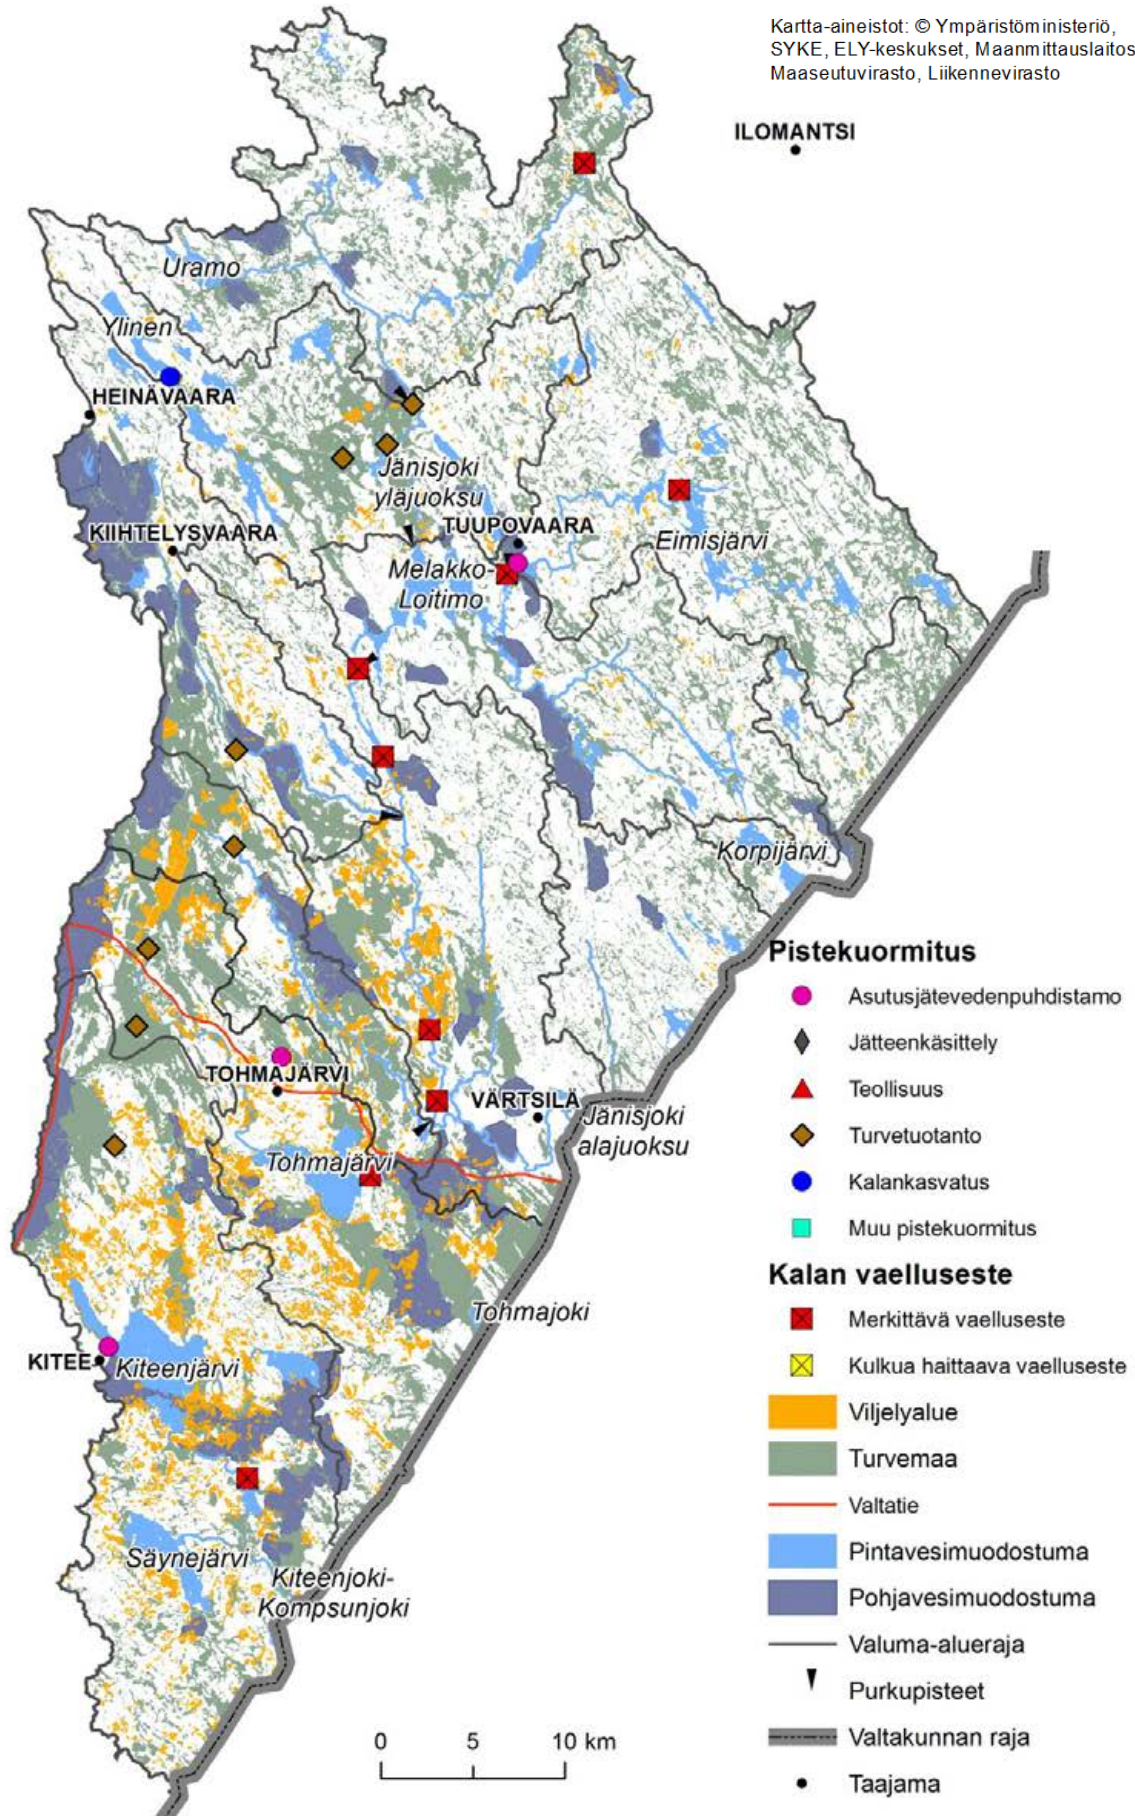 Kartta-aineistot: © Ympäristöministeriö,
SYKE, ELY-keskukset, Maanmittauslaitos
Maaseutuvirasto, Liikennevirasto
ILOMANTSI
Uramo
Ylinen
HEINÄVAARA
Jänisjoki
yläjuoksu
TUUPOVAARA
KIIHTELYSVAARA
Eimisjärvi
Melakko-
Loitimo
Korpijärvi
TOHMAJÄRVI
VÄRTSILÄ
Jänisjoki
alajuoksu
Tohmajärvi
Tohmajoki
KITEE
Kiteenjärvi
Säynejärvi
Kiteenjoki-
Kompsunjoki
Pistekuormitus
Asutusjätevedenpuhdistamo
Jätteenkäsittely
Teollisuus
Turvetuotanto
Kalankasvatus
Muu pistekuormitus
Kalan vaelluseste
Merkittävä vaelluseste
Kulkua haittaava vaelluseste
Viljelyalue
Turvemaa
Valtatie
Pintavesimuodostuma
Pohjavesimuodostuma
Valuma-alueraja
Purkupisteet
Valtakunnan raja
Taajama
0 5 10 km